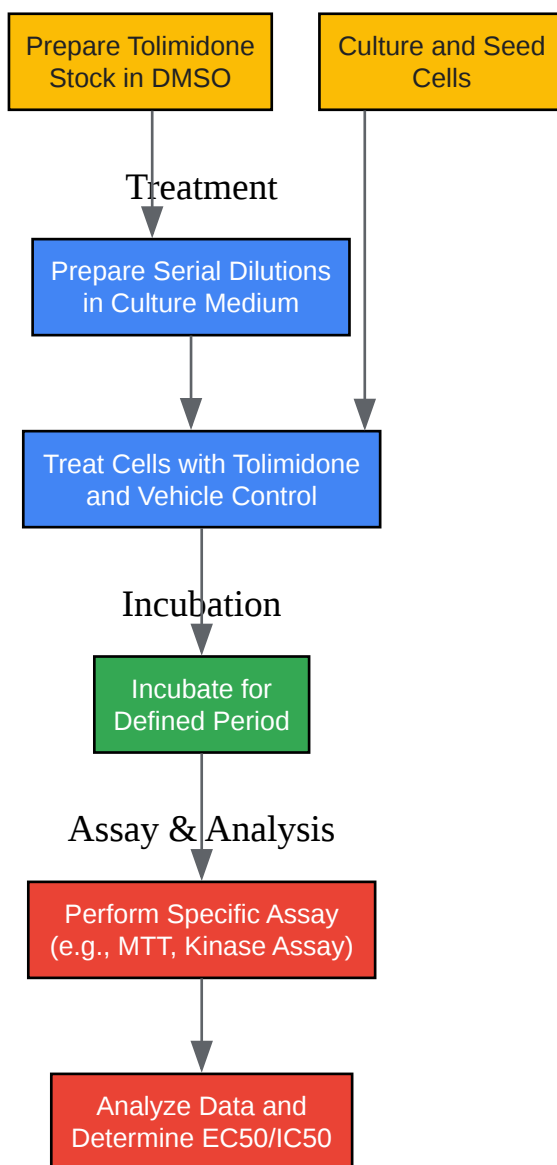 Prepare Tolimidone
Stock in DMSO
Culture and Seed
Cells
Treatment
Prepare Serial Dilutions
in Culture Medium
Treat Cells with Tolimidone
and Vehicle Control
Incubation
Incubate for
Defined Period
Assay & Analysis
Perform Specific Assay
(e.g., MTT, Kinase Assay)
Analyze Data and
Determine EC50/IC50